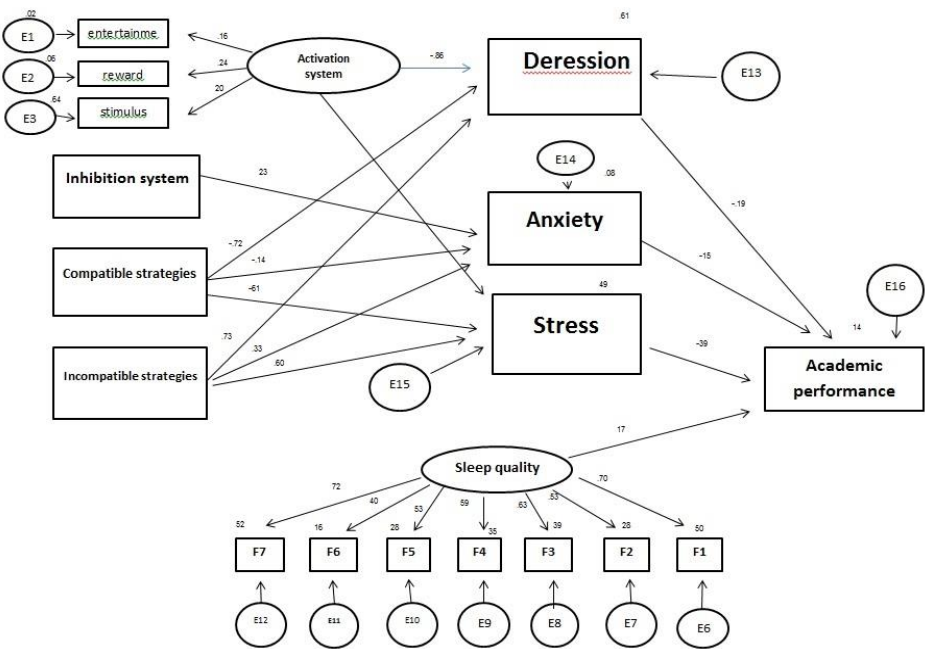 .02
E1
entertainme
.16
.61
Activation
system
-.86
Deression
E13
.06
E2
reward
.24
.64
E3
stimulus
20
E14
.08
Inhibition system
23
Anxiety
-.19
-.72
-.14
-15
Compatible strategies
-61
49
E16
Stress
.73
.33
14
.60
-39
Incompatible strategies
E15
Academic
performance
17
Sleep quality
72
40
53
59
.63
.53
.70
52
16
28
35
39
28
50
F7
F6
F5
F4
F3
F2
F1
E12
E11
E10
E9
E8
E7
E6